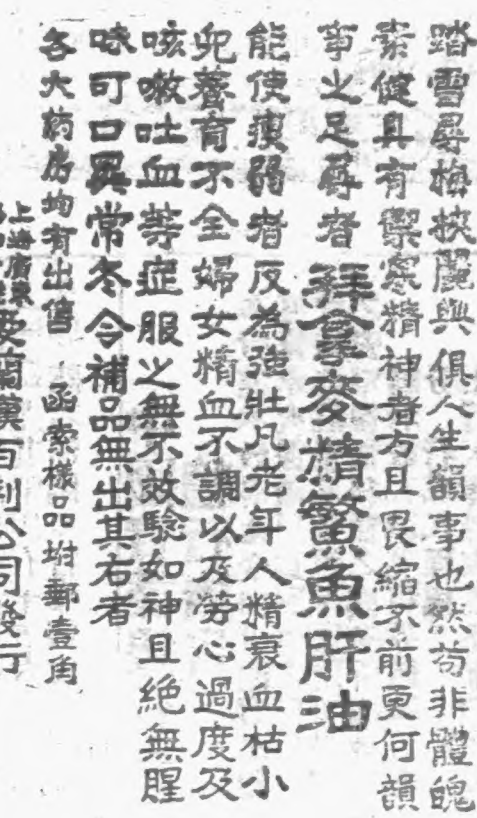 踏雪尋梅挾麗與俱人生韻事也然苟非體魄
素健具有禦寒精神者方且畏縮不前更何韻
事之足尋者 拜拿麥精鱉魚肝油
能使瘦弱者反為強壯凡老年人精衰血枯小
兒養育不全婦女精血不調以及勞心過度及
咳嗽吐血等症服之無不效驗如神且絕無腥
味可口異常冬令補品無出其右者
各大葯房均有出售 函索樣品坿郵壹角
上海廣東 愛蘭漢百利公司發行